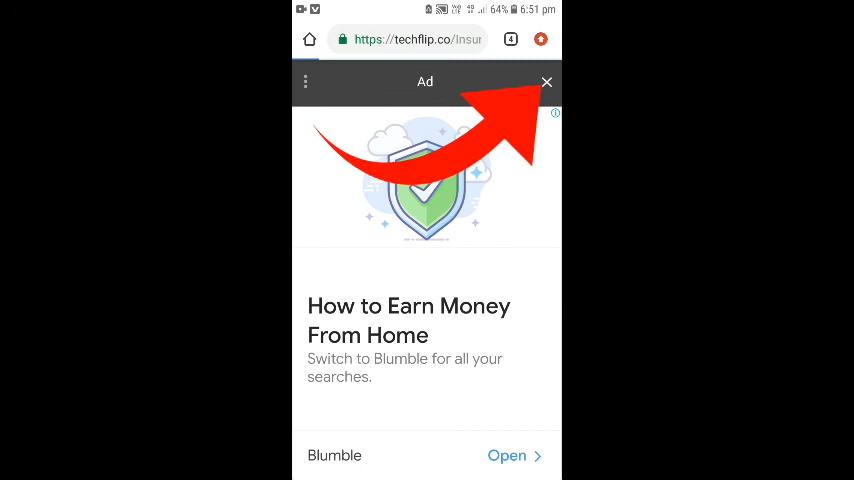 64% 6:51 pm
https://techflip.co/Insur
4
Ad
How to Earn Money
From Home
Switch to Blumble for all your
searches.
Blumble
Open